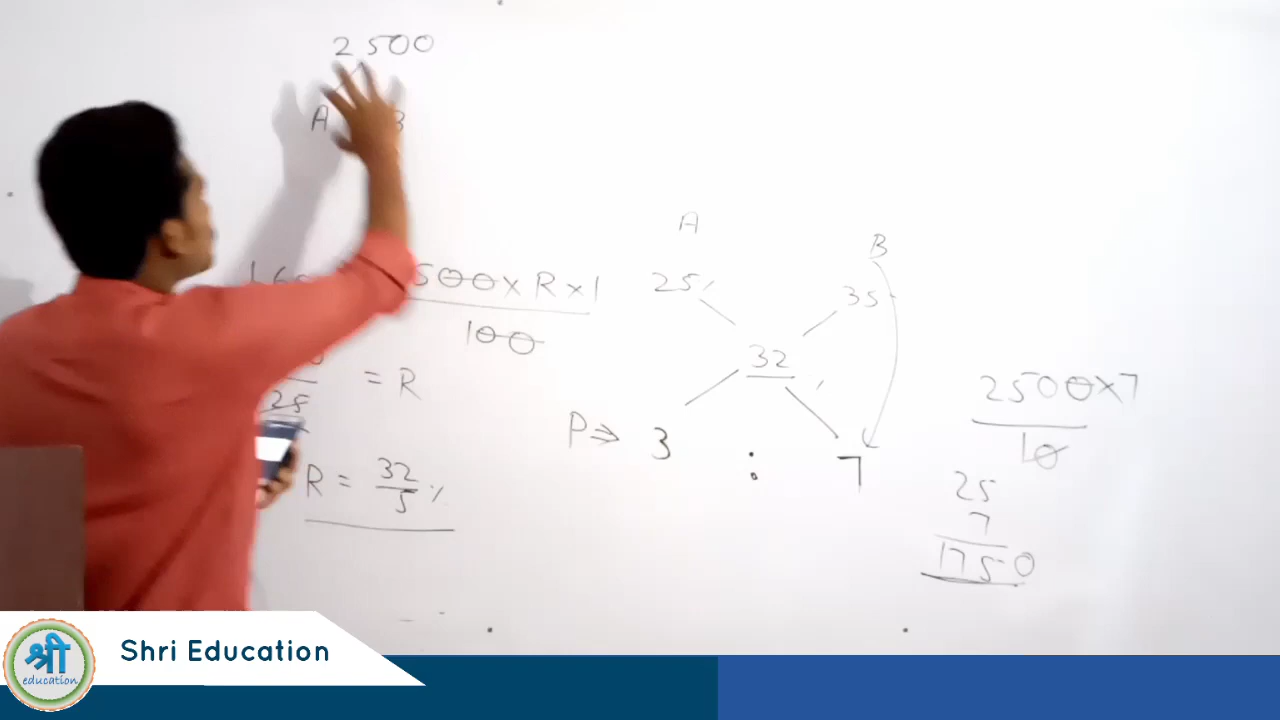 2500
A B
500 × R × 1
100
25
= R
R = 32/5 %
A B
25% 35
32 %
P ⇒ 3 : 7
2500×7
10
25
7
1750
श्री
education
Shri Education